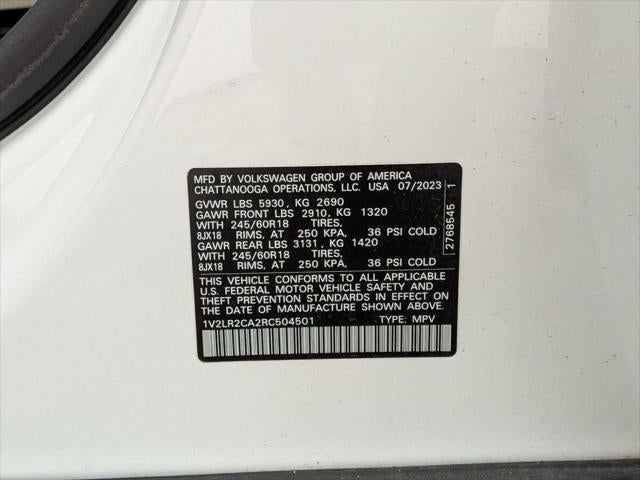 MFD BY VOLKSWAGEN GROUP OF AMERICA
CHATTANOOGA OPERATIONS, LLC. USA 07/2023
GVWR LBS 5930, KG 2690
GAWR FRONT LBS 2910, KG 1320
WITH 245/60R18 TIRES,
8JX18 RIMS, AT 250 KPA, 36 PSI COLD
GAWR REAR LBS 3131, KG 1420
WITH 245/60R18 TIRES,
8JX18 RIMS, AT 250 KPA, 36 PSI COLD
THIS VEHICLE CONFORMS TO ALL APPLICABLE
U.S. FEDERAL MOTOR VEHICLE SAFETY AND
THEFT PREVENTION STANDARDS IN EFFECT ON
THE DATE OF MANUFACTURE SHOWN ABOVE.
1V2LR2CA2RC504501 TYPE: MPV
2768545 1